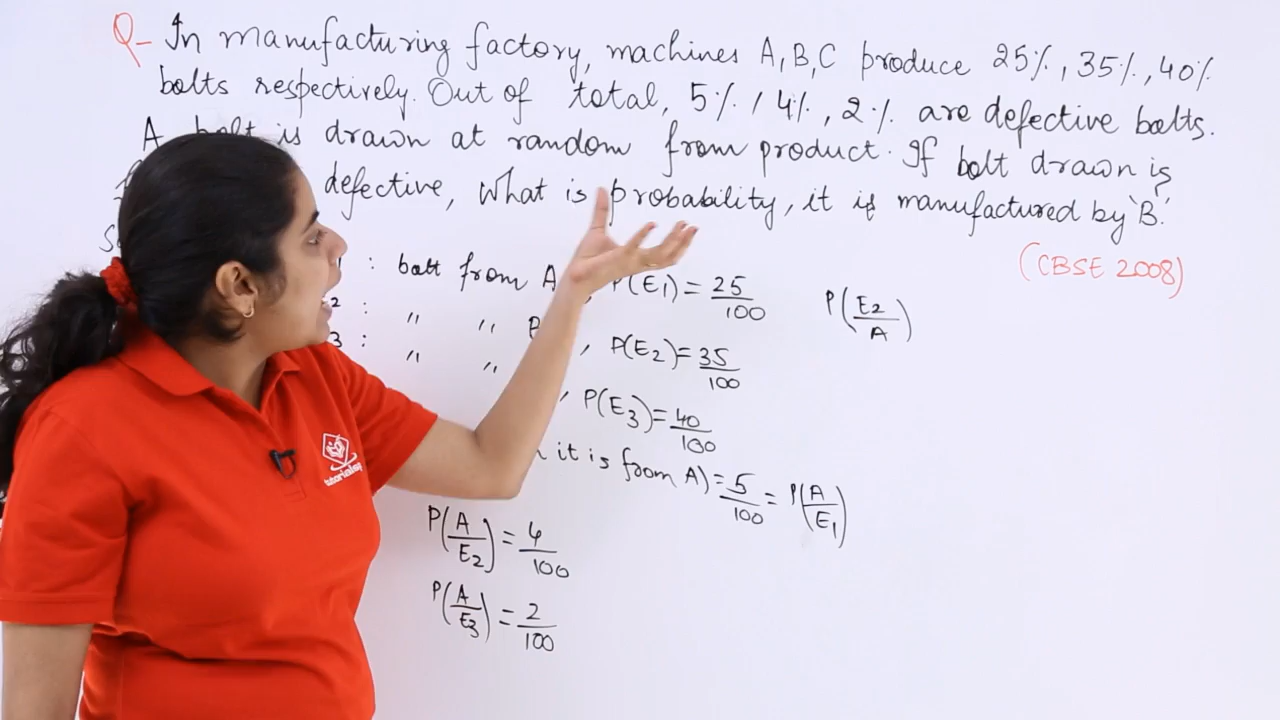 Q- In manufacturing factory, machines A, B, C produce 25%, 35%, 40%
bolts respectively. Out of total, 5%, 4%, 2% are defective bolts.
A bolt is drawn at random from product. If bolt drawn is
defective, What is probability, it is manufactured by 'B'.
(CBSE 2008)
: bolt from A, P(E1) = 25/100
P(E2/A)
2 : " " B, P(E2) = 35/100
3 : " " , P(E3) = 40/100
it is from A) = 5/100 = P(A/E1)
P(A/E2) = 4/100
P(A/E3) = 2/100